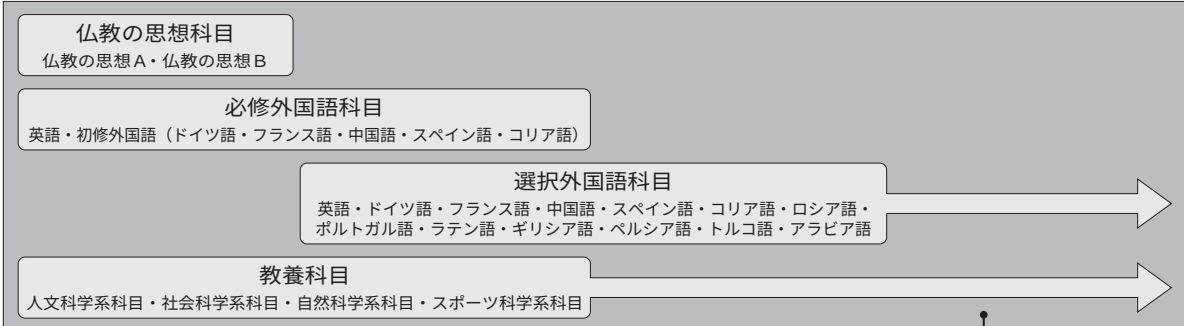 仏教の思想科目
仏教の思想A・仏教の思想B
必修外国語科目
英語・初修外国語（ドイツ語・フランス語・中国語・スペイン語・コリア語）
選択外国語科目
英語・ドイツ語・フランス語・中国語・スペイン語・コリア語・ロシア語・
ポルトガル語・ラテン語・ギリシア語・ペルシア語・トルコ語・アラビア語
教養科目
人文科学系科目・社会科学系科目・自然科学系科目・スポーツ科学系科目